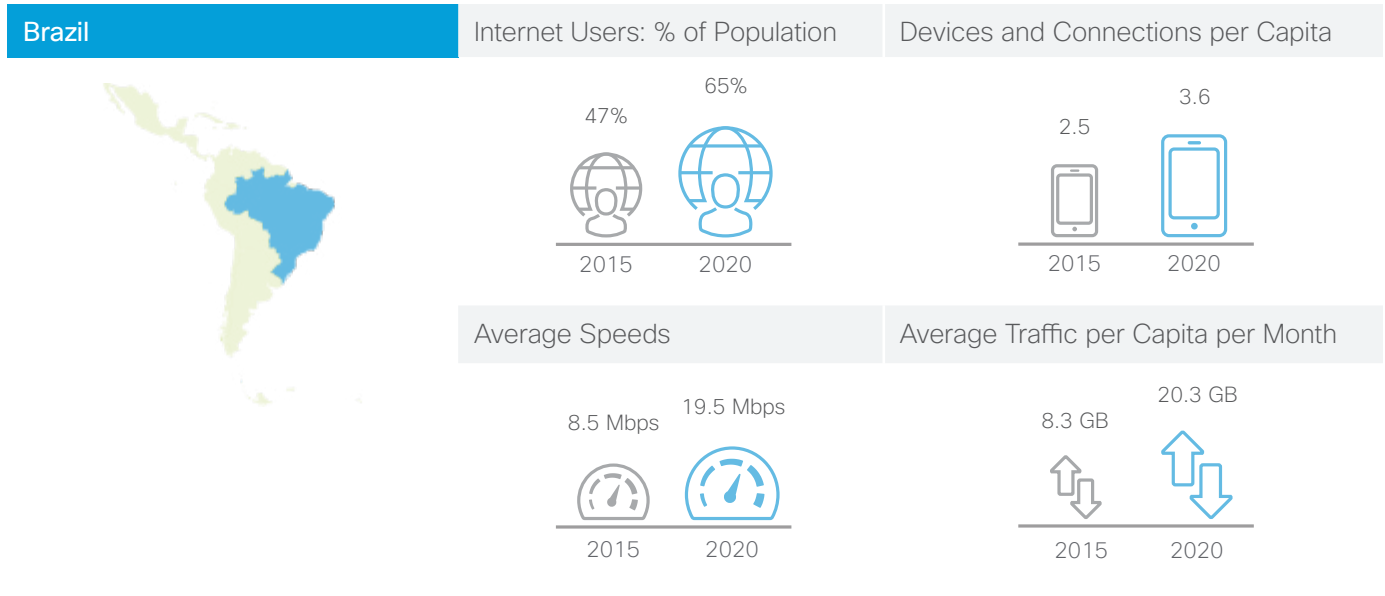 Brazil
Internet Users: % of Population
Devices and Connections per Capita
47%
65%
2015
2020
2.5
3.6
2015
2020
Average Speeds
Average Traffic per Capita per Month
8.5 Mbps
19.5 Mbps
2015
2020
8.3 GB
20.3 GB
2015
2020